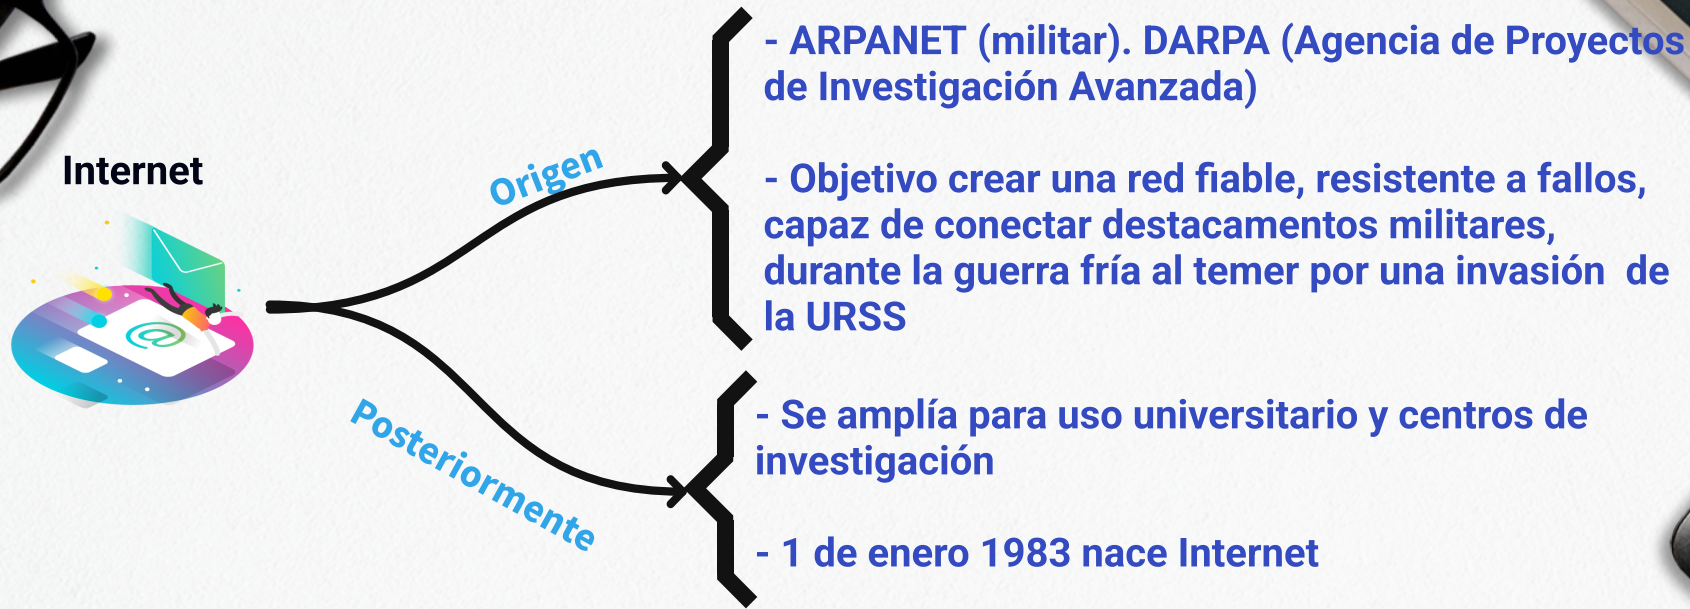 Internet
@
Origen
- ARPANET (militar). DARPA (Agencia de Proyectos
de Investigación Avanzada)
- Objetivo crear una red fiable, resistente a fallos,
capaz de conectar destacamentos militares,
durante la guerra fría al temer por una invasión  de
la URSS
Posteriormente
- Se amplía para uso universitario y centros de
investigación
- 1 de enero 1983 nace Internet